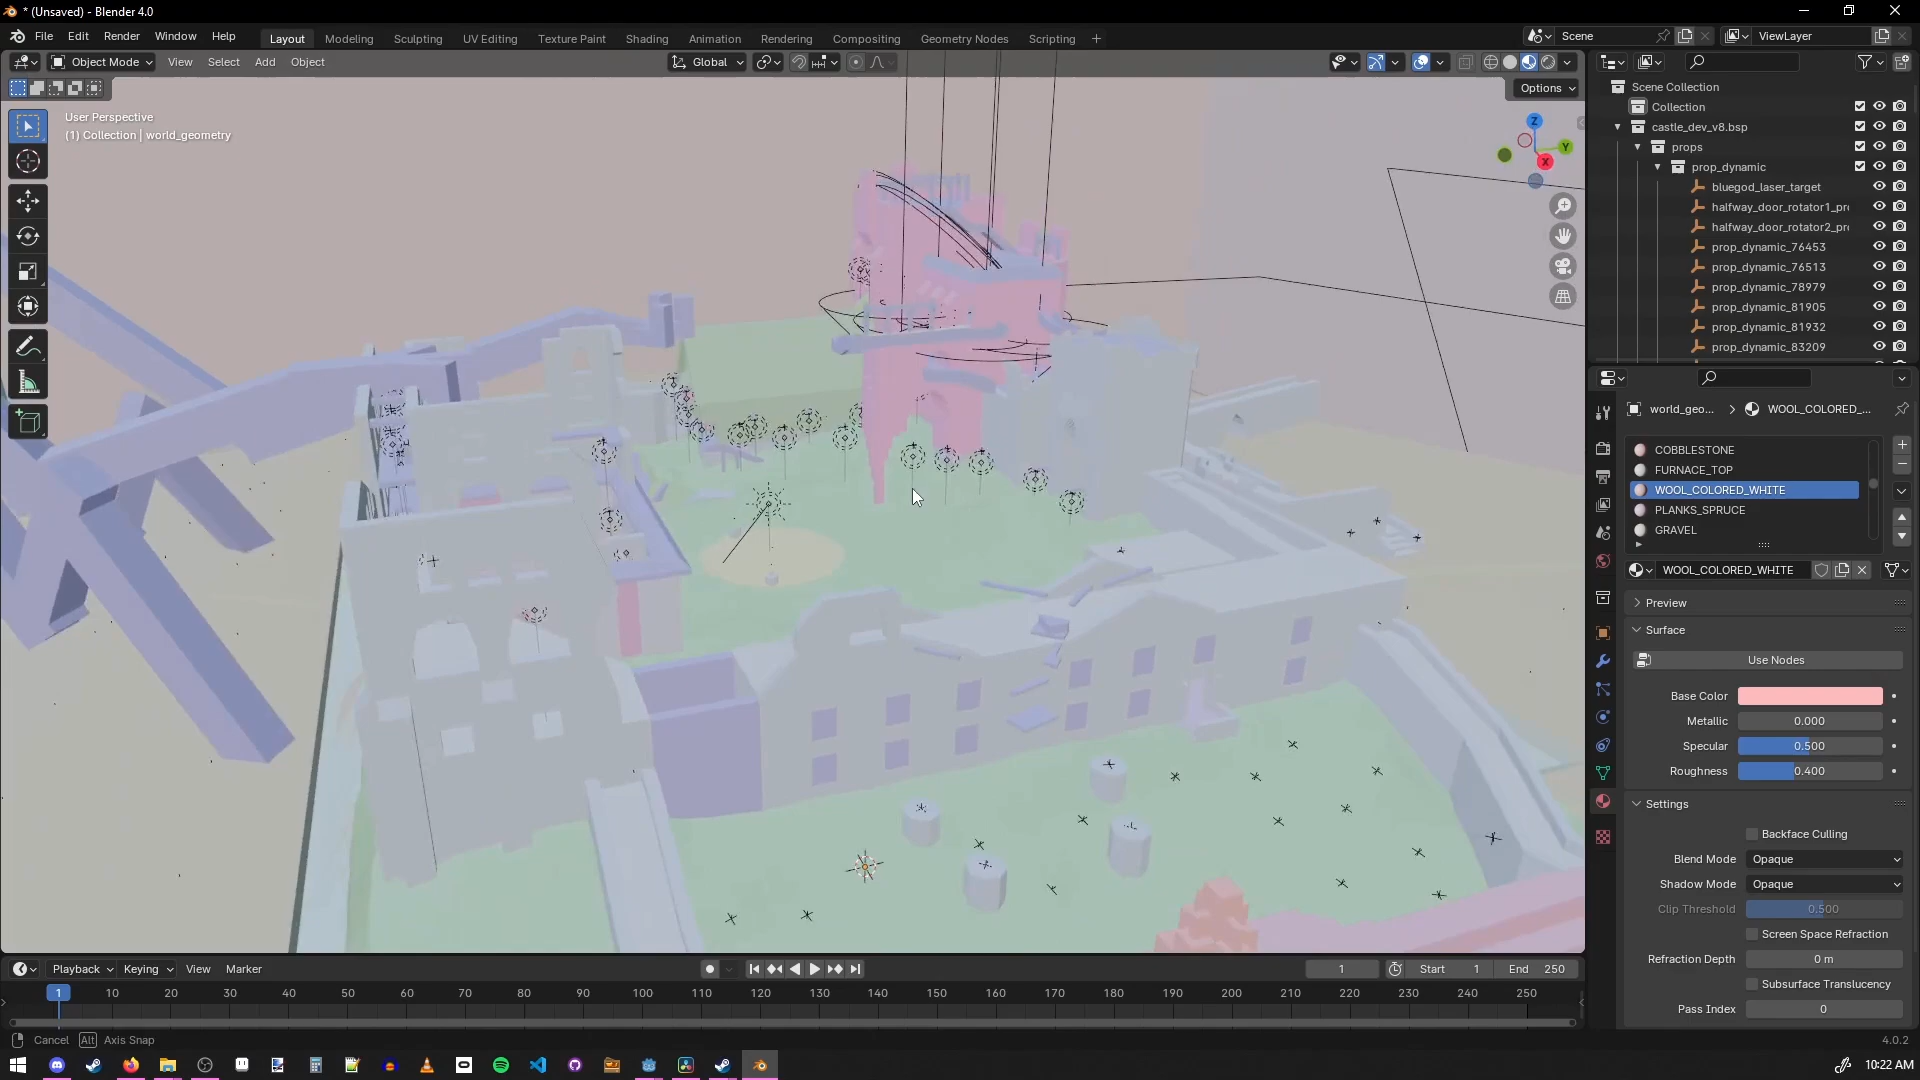 * (Unsaved) - Blender 4.0
File Edit Render Window Help
Layout Modeling Sculpting UV Editing Texture Paint Shading Animation Rendering Compositing Geometry Nodes Scripting +
Scene
ViewLayer
Object Mode View Select Add Object
Global
Options
User Perspective
(1) Collection | world_geometry
Z
Y
X
Scene Collection
Collection
castle_dev_v8.bsp
props
prop_dynamic
bluegod_laser_target
halfway_door_rotator1_pr
halfway_door_rotator2_pr
prop_dynamic_76453
prop_dynamic_76513
prop_dynamic_78979
prop_dynamic_81905
prop_dynamic_81932
prop_dynamic_83209
world_geo... WOOL_COLORED_...
COBBLESTONE
FURNACE_TOP
WOOL_COLORED_WHITE
PLANKS_SPRUCE
GRAVEL
WOOL_COLORED_WHITE
Preview
Surface
Use Nodes
Base Color
Metallic 0.000
Specular 0.500
Roughness 0.400
Settings
Backface Culling
Blend Mode Opaque
Shadow Mode Opaque
Clip Threshold 0.500
Screen Space Refraction
Refraction Depth 0 m
Subsurface Translucency
Pass Index 0
Playback Keying View Marker
1 Start 1 End 250
1 10 20 30 40 50 60 70 80 90 100 110 120 130 140 150 160 170 180 190 200 210 220 230 240 250
Cancel Alt Axis Snap
4.0.2
10:22 AM